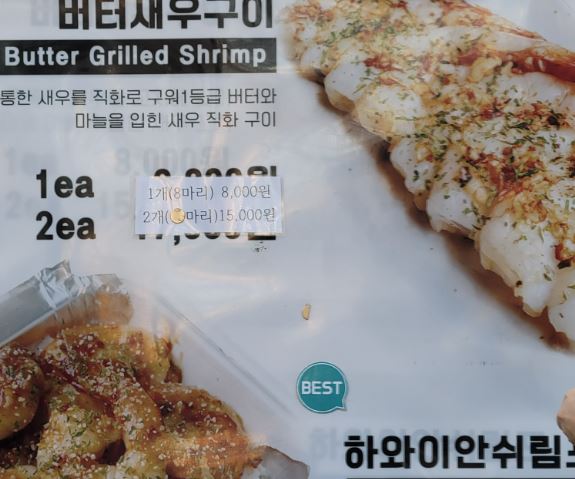 버터새우구이
Butter Grilled Shrimp
통한 새우를 직화로 구워1등급 버터와
마늘을 입힌 새우 직화 구이
1ea
1개(8마리) 8,000원
2ea
2개( 마리)15,000원
BEST
하와이안쉬림